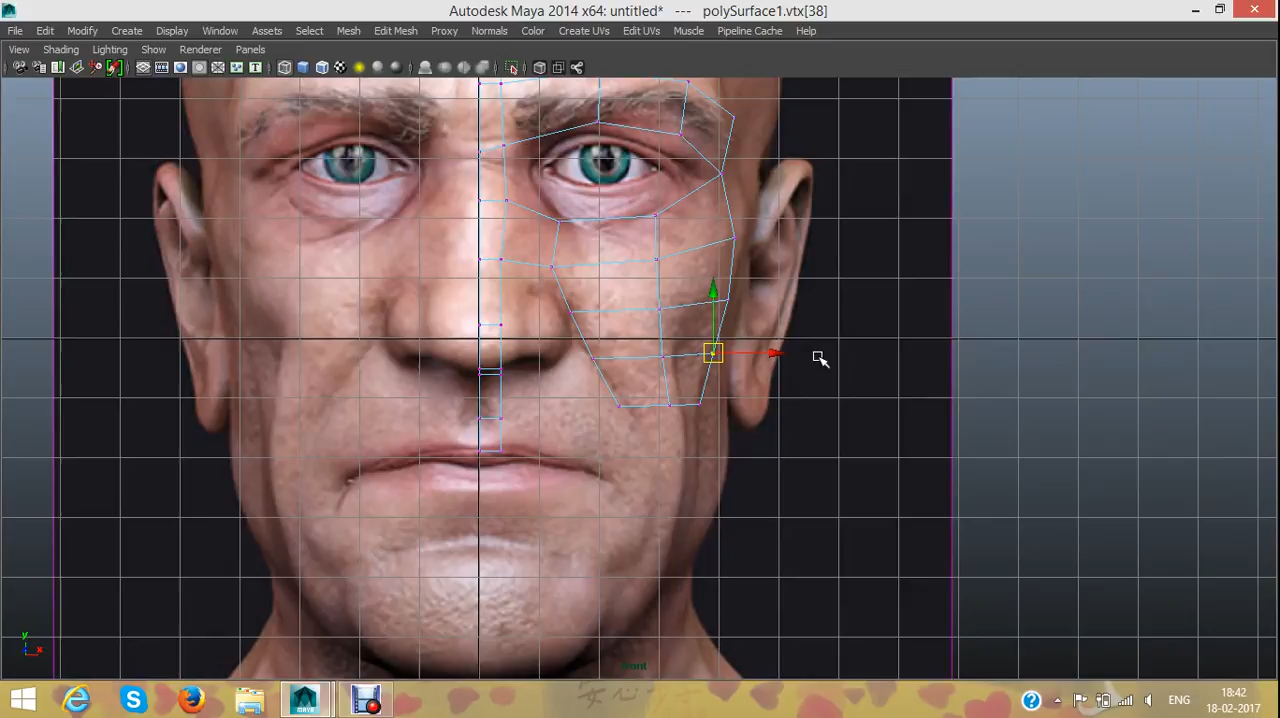 Autodesk Maya 2014 x64: untitled* --- polySurface1.vtx[38]
File Edit Modify Create Display Window Assets Select Mesh Edit Mesh Proxy Normals Color Create UVs Edit UVs Muscle Pipeline Cache Help
View Shading Lighting Show Renderer Panels
y
x
front
ENG
18:42
18-02-2017